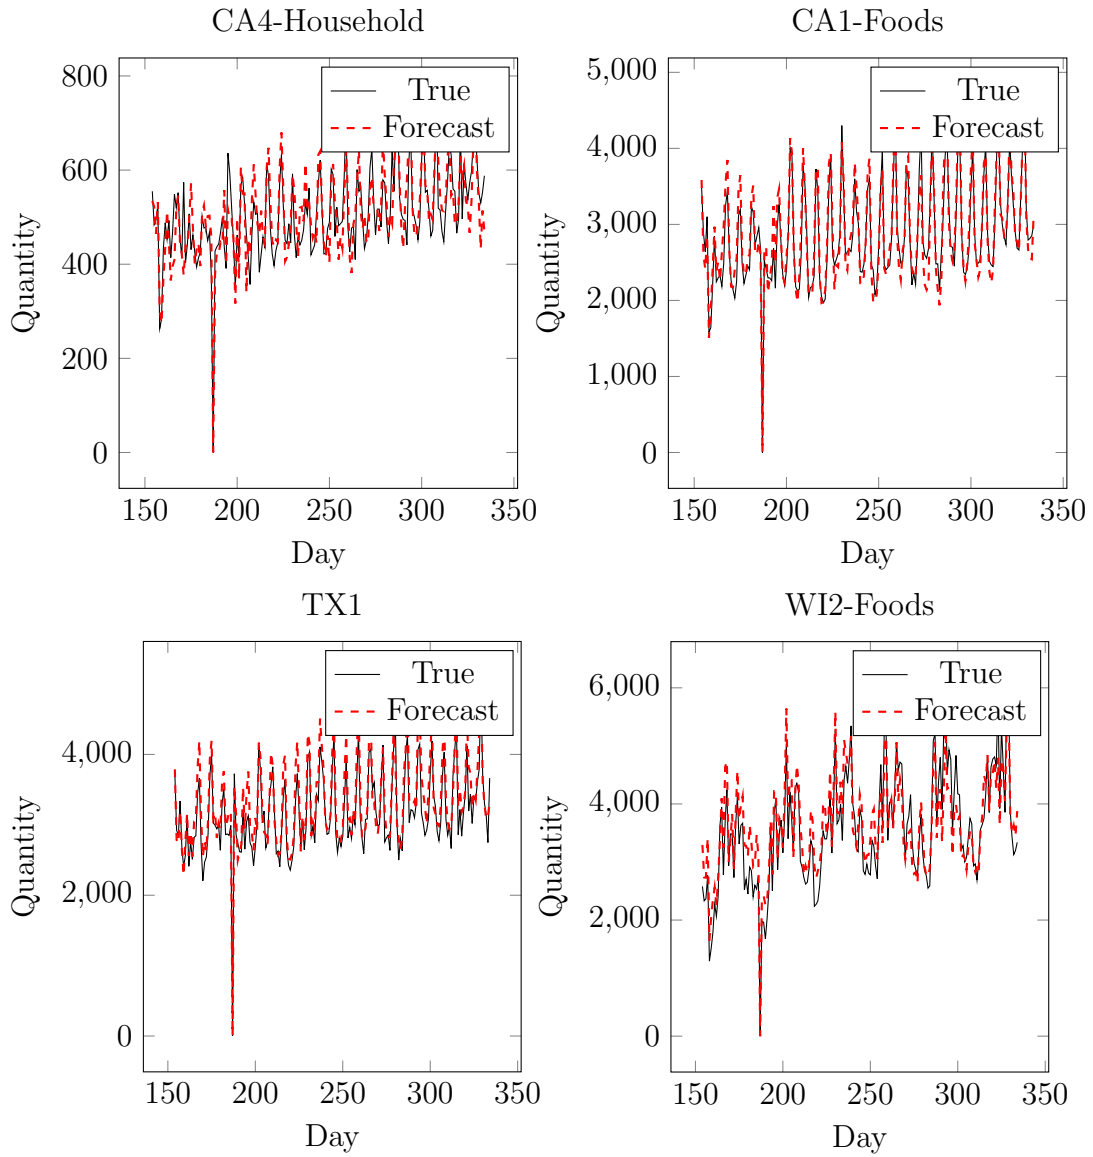 CA4-Household
800
600
400
200
0
150 200 250 300 350
Quantity
Day
True
Forecast
CA1-Foods
5,000
4,000
3,000
2,000
1,000
0
150 200 250 300 350
Quantity
Day
True
Forecast
TX1
4,000
2,000
0
150 200 250 300 350
Quantity
Day
True
Forecast
WI2-Foods
6,000
4,000
2,000
0
150 200 250 300 350
Quantity
Day
True
Forecast